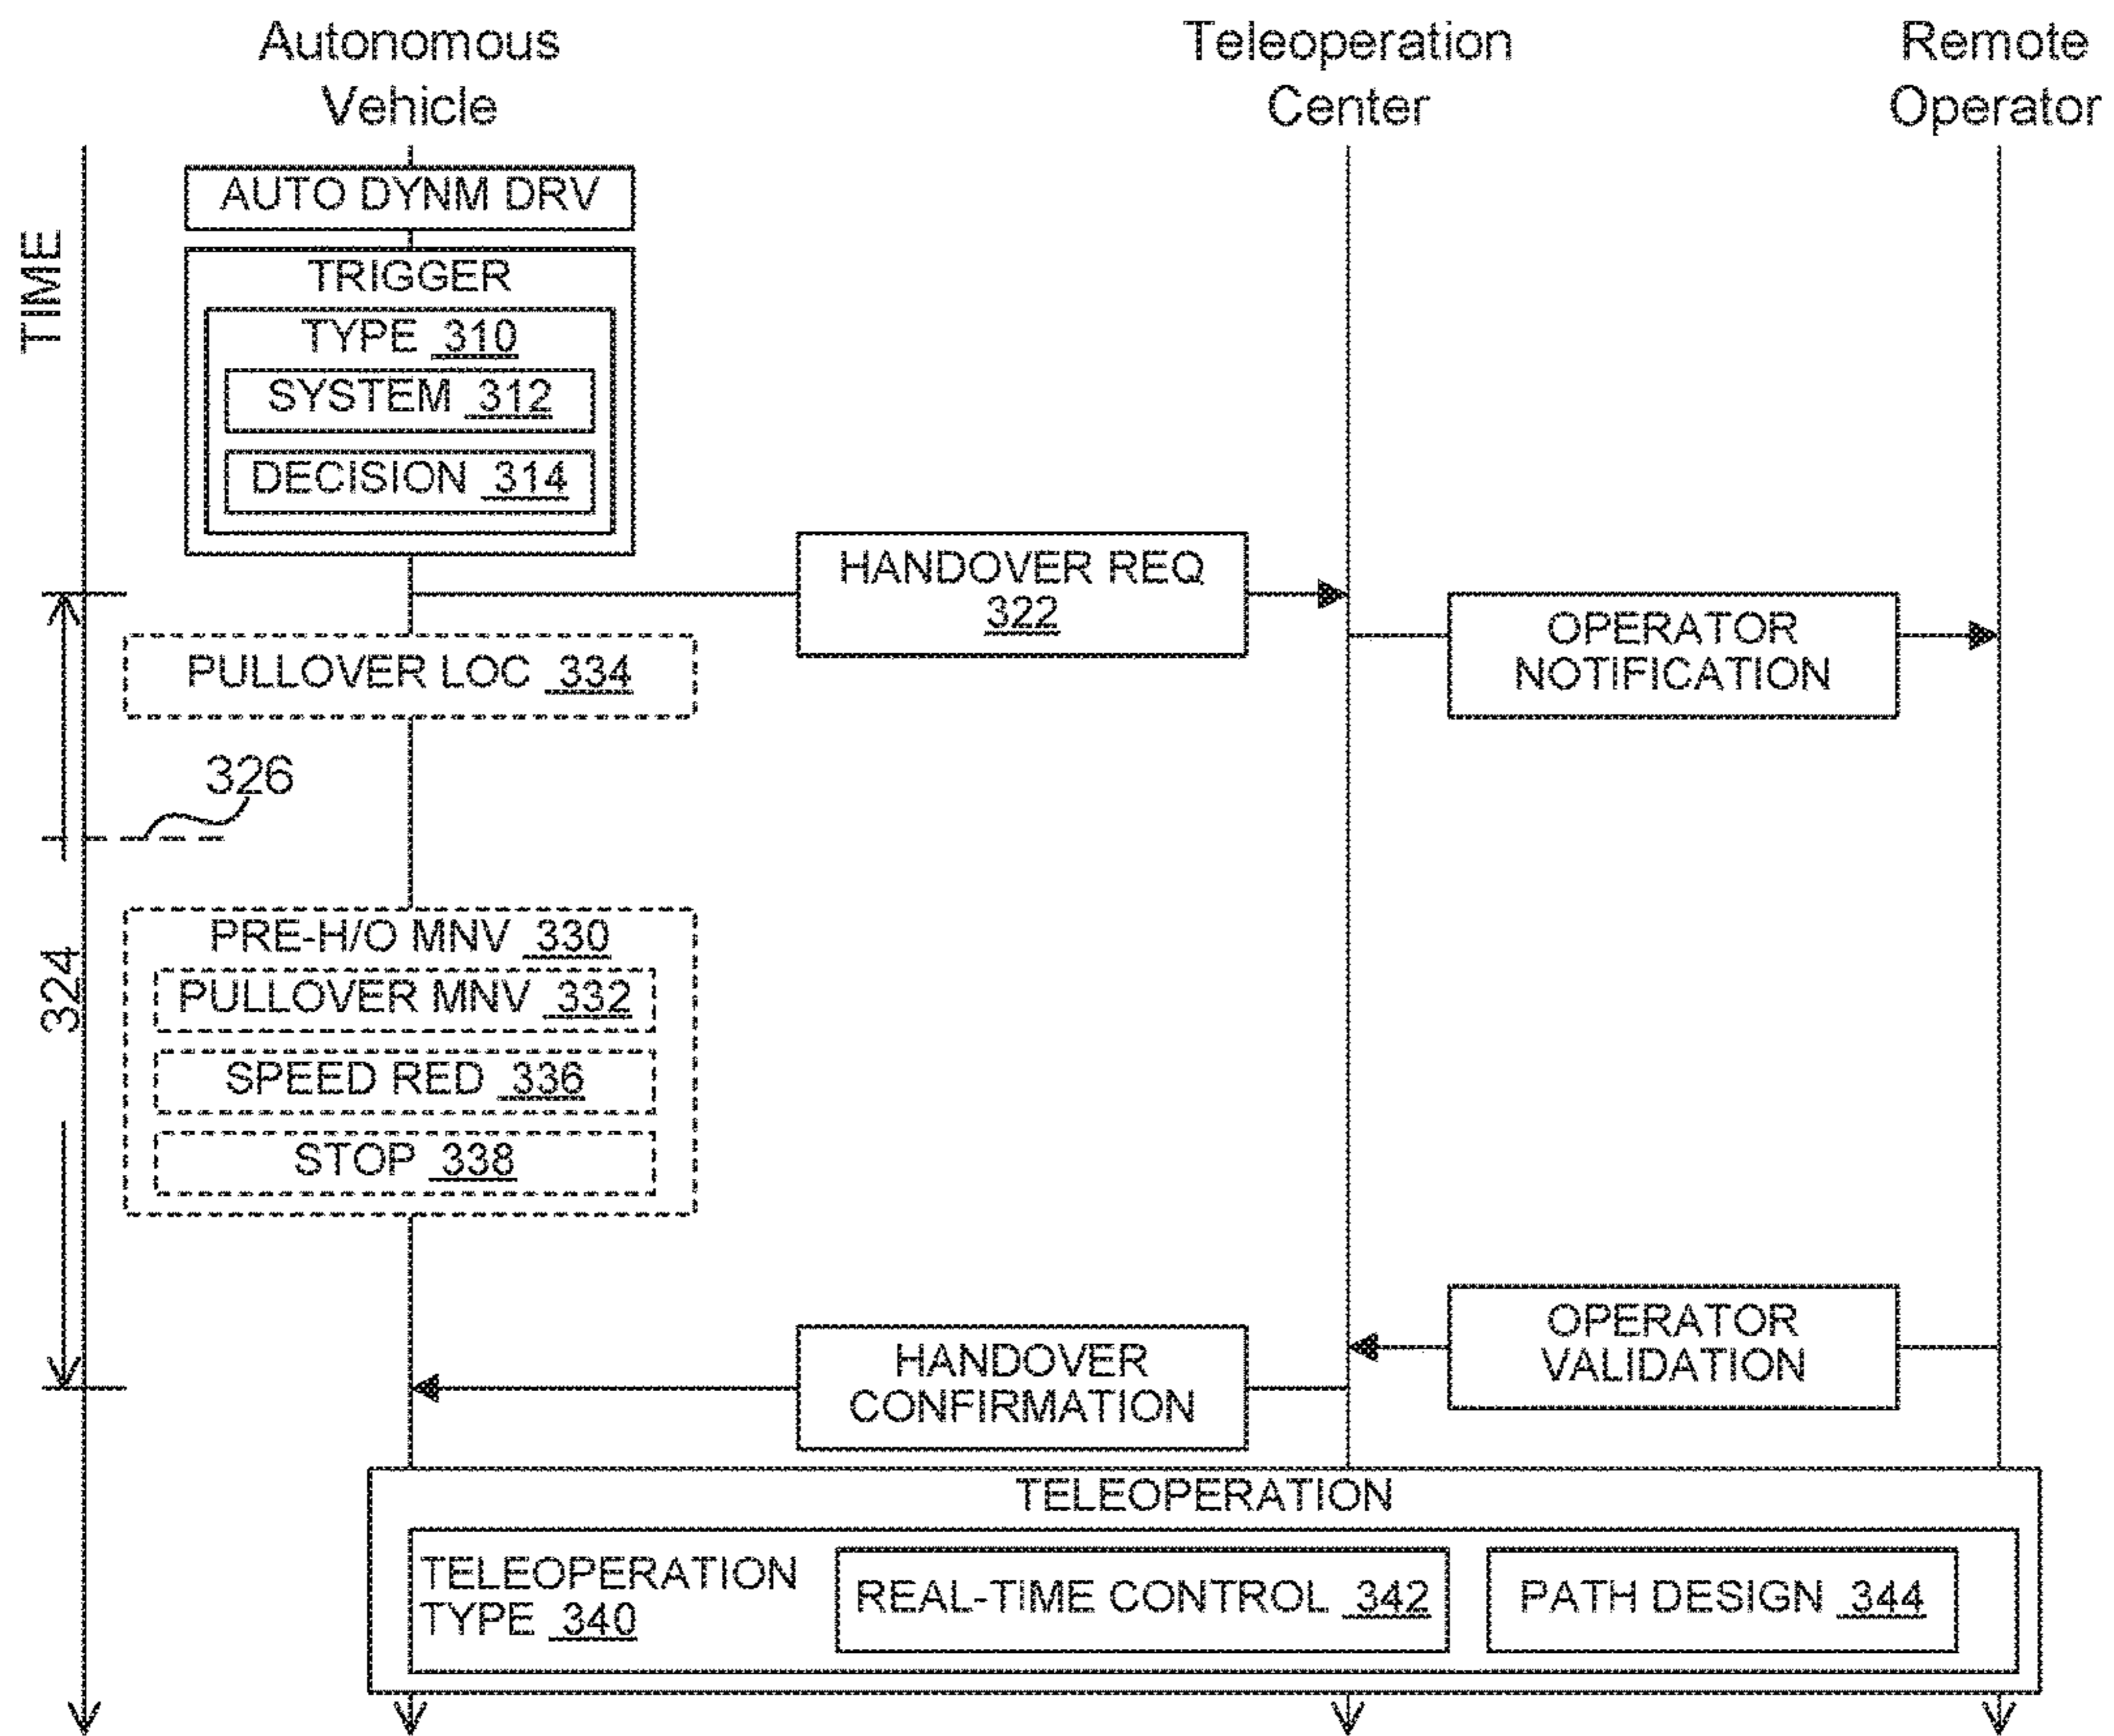 Autonomous
Vehicle
Teleoperation
Center
Remote
Operator
TIME
AUTO DYNM DRV
TRIGGER
TYPE 310
SYSTEM 312
DECISION 314
HANDOVER REQ
322
OPERATOR
NOTIFICATION
PULLOVER LOC 334
326
324
PRE-H/O MNV 330
PULLOVER MNV 332
SPEED RED 336
STOP 338
OPERATOR
VALIDATION
HANDOVER
CONFIRMATION
TELEOPERATION
TELEOPERATION
TYPE 340
REAL-TIME CONTROL 342
PATH DESIGN 344